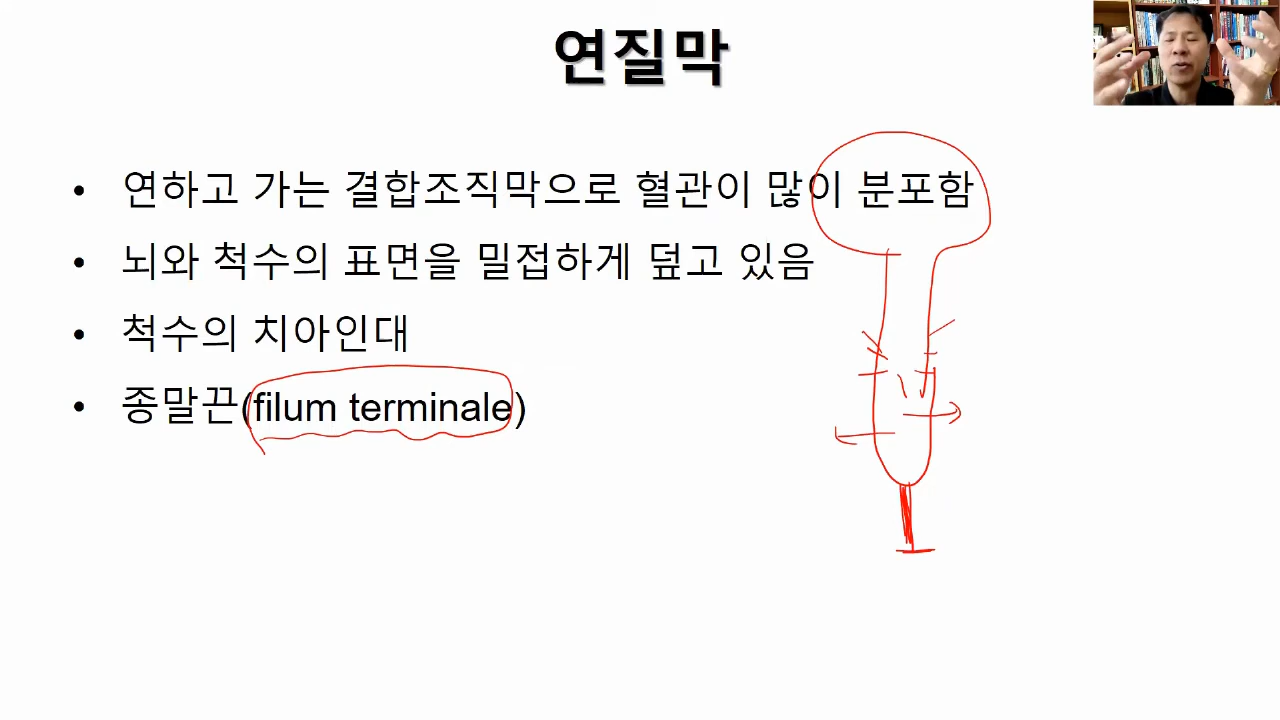 연질막
• 연하고 가는 결합조직막으로 혈관이 많이 분포함
• 뇌와 척수의 표면을 밀접하게 덮고 있음
• 척수의 치아인대
• 종말끈(filum terminale)